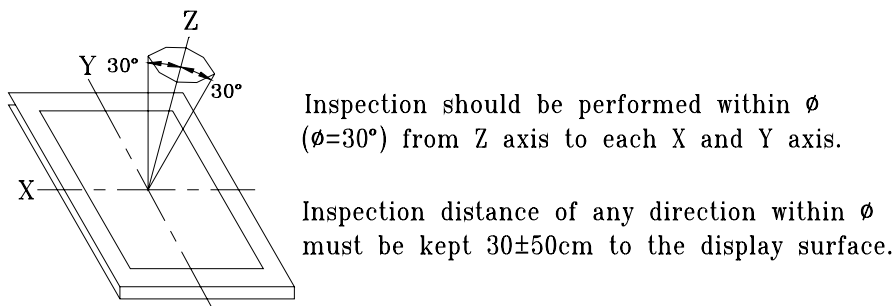 Z
Y 30°
30°
X
Inspection should be performed within ø
(ø=30°) from Z axis to each X and Y axis.
Inspection distance of any direction within ø
must be kept 30±50cm to the display surface.